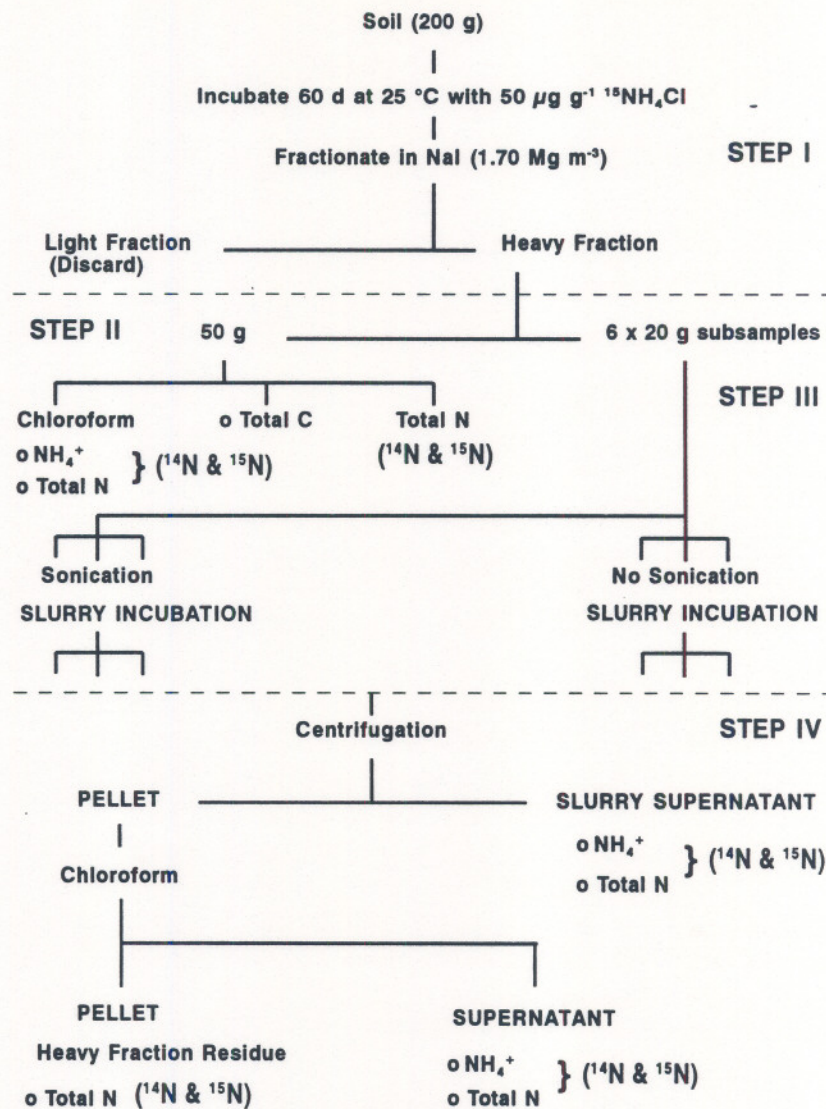 Soil (200 g)
Incubate 60 d at 25 °C with 50 µg g⁻¹ ¹⁵NH₄Cl
Fractionate in NaI (1.70 Mg m⁻³)
STEP I
Light Fraction
(Discard)
Heavy Fraction
STEP II
50 g
6 x 20 g subsamples
STEP III
Chloroform
o NH₄⁺
o Total N
} (¹⁴N & ¹⁵N)
o Total C
Total N
(¹⁴N & ¹⁵N)
Sonication
No Sonication
SLURRY INCUBATION
SLURRY INCUBATION
Centrifugation
STEP IV
PELLET
SLURRY SUPERNATANT
o NH₄⁺
o Total N
} (¹⁴N & ¹⁵N)
Chloroform
PELLET
Heavy Fraction Residue
o Total N (¹⁴N & ¹⁵N)
SUPERNATANT
o NH₄⁺
o Total N
} (¹⁴N & ¹⁵N)